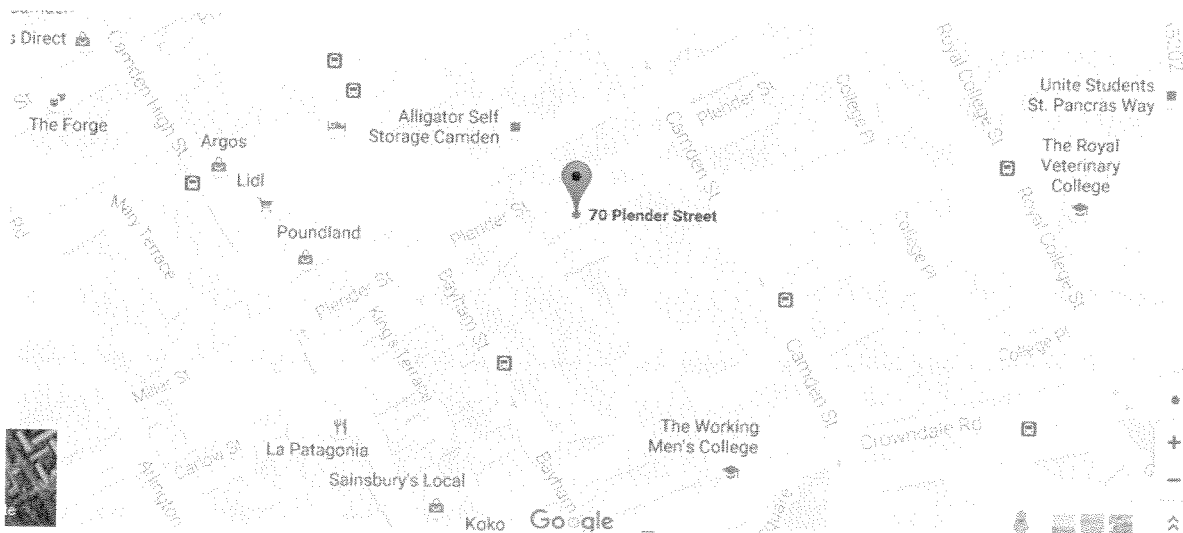 s Direct
Camden High St
St
The Forge
Argos
Lidl
Poundland
Mary Terrace
Rd
Alligator Self
Storage Camden
70 Plender Street
Plender St
Plender St
Plender St
Camden St
College Pl
Royal College St
Unite Students
St. Pancras Way
The Royal
Veterinary
College
Royal College St
College Pl
College Pl
Bayham St
King's Terrace
Millar St
Carlow St
Arlington
La Patagonia
Sainsbury's Local
Koko
Google
Bayham
The Working
Men's College
Camden St
Crowndale Rd